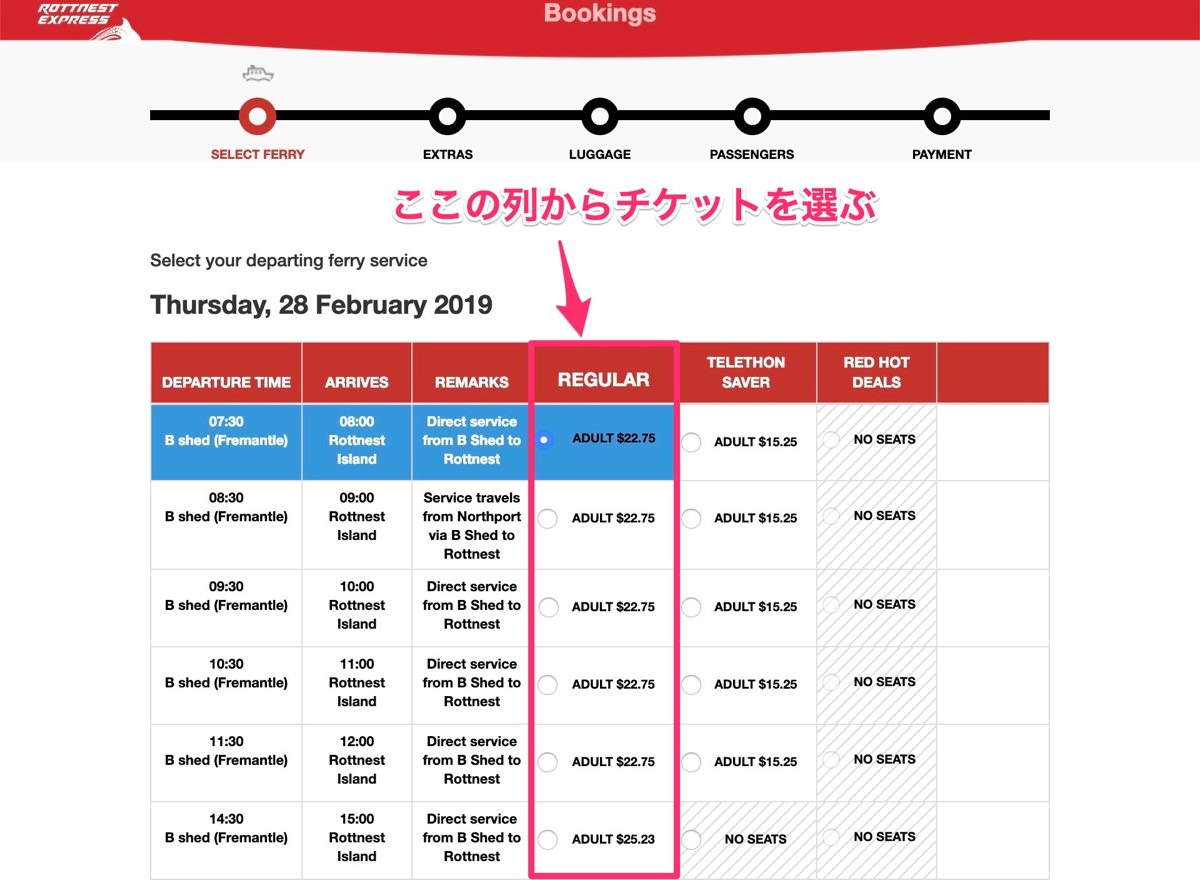 ROTTNEST
EXPRESS
Bookings
SELECT FERRY
EXTRAS
LUGGAGE
PASSENGERS
PAYMENT
ここの列からチケットを選ぶ
Select your departing ferry service
Thursday, 28 February 2019
DEPARTURE TIME
ARRIVES
REMARKS
REGULAR
TELETHON
SAVER
RED HOT
DEALS
07:30
B shed (Fremantle)
08:00
Rottnest
Island
Direct service
from B Shed to
Rottnest
ADULT $22.75
ADULT $15.25
NO SEATS
08:30
B shed (Fremantle)
09:00
Rottnest
Island
Service travels
from Northport
via B Shed to
Rottnest
ADULT $22.75
ADULT $15.25
NO SEATS
09:30
B shed (Fremantle)
10:00
Rottnest
Island
Direct service
from B Shed to
Rottnest
ADULT $22.75
ADULT $15.25
NO SEATS
10:30
B shed (Fremantle)
11:00
Rottnest
Island
Direct service
from B Shed to
Rottnest
ADULT $22.75
ADULT $15.25
NO SEATS
11:30
B shed (Fremantle)
12:00
Rottnest
Island
Direct service
from B Shed to
Rottnest
ADULT $22.75
ADULT $15.25
NO SEATS
14:30
B shed (Fremantle)
15:00
Rottnest
Island
Direct service
from B Shed to
Rottnest
ADULT $25.23
NO SEATS
NO SEATS